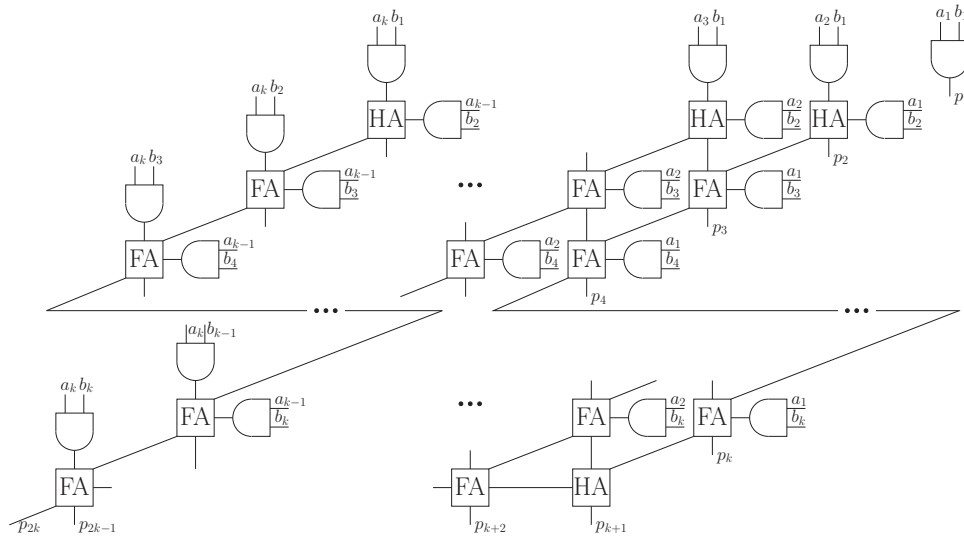 a_k b_1 a_3 b_1 a_2 b_1 a_1 b
a_k b_2 HA a_{k-1} b_2 HA a_2 b_2 HA a_1 b_2 p
p_2
a_k b_3 FA a_{k-1} b_3 ... FA a_2 b_3 FA a_1 b_3
p_3
FA a_{k-1} b_4 FA a_2 b_4 FA a_1 b_4
p_4
... ...
a_k b_{k-1}
a_k b_k FA a_{k-1} b_k ... FA a_2 b_k FA a_1 b_k
p_k
FA FA HA
p_{2k} p_{2k-1} p_{k+2} p_{k+1}